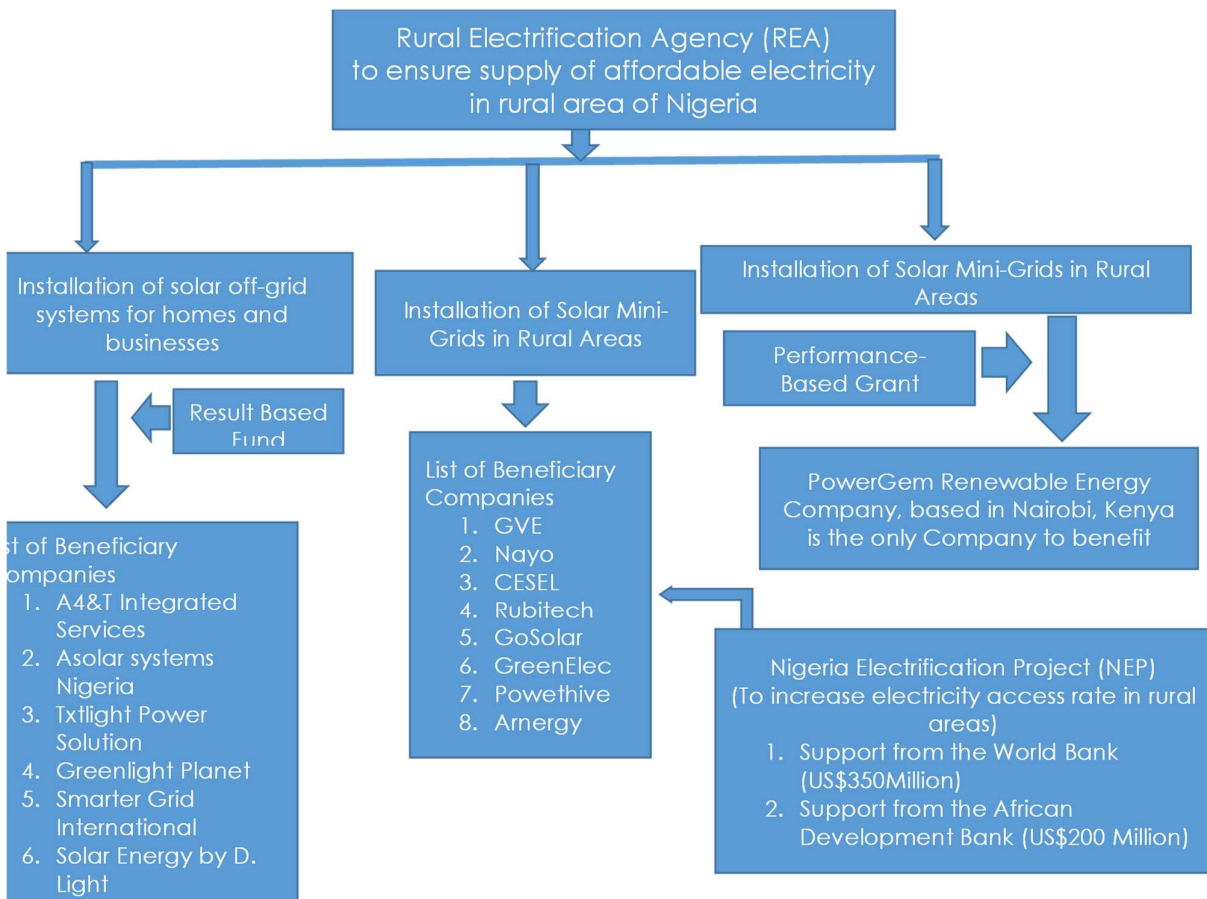 Rural Electrification Agency (REA)
to ensure supply of affordable electricity
in rural area of Nigeria
Installation of solar off-grid
systems for homes and
businesses
Result Based
Fund
st of Beneficiary
ompanies
1. A4&T Integrated
Services
2. Asolar systems
Nigeria
3. Txtlight Power
Solution
4. Greenlight Planet
5. Smarter Grid
International
6. Solar Energy by D.
Light
Installation of Solar Mini-
Grids in Rural Areas
List of Beneficiary
Companies
1. GVE
2. Nayo
3. CESEL
4. Rubitech
5. GoSolar
6. GreenElec
7. Powethive
8. Arnergy
Installation of Solar Mini-Grids in Rural
Areas
Performance-
Based Grant
PowerGem Renewable Energy
Company, based in Nairobi, Kenya
is the only Company to benefit
Nigeria Electrification Project (NEP)
(To increase electricity access rate in rural
areas)
1. Support from the World Bank
(US$350Million)
2. Support from the African
Development Bank (US$200 Million)